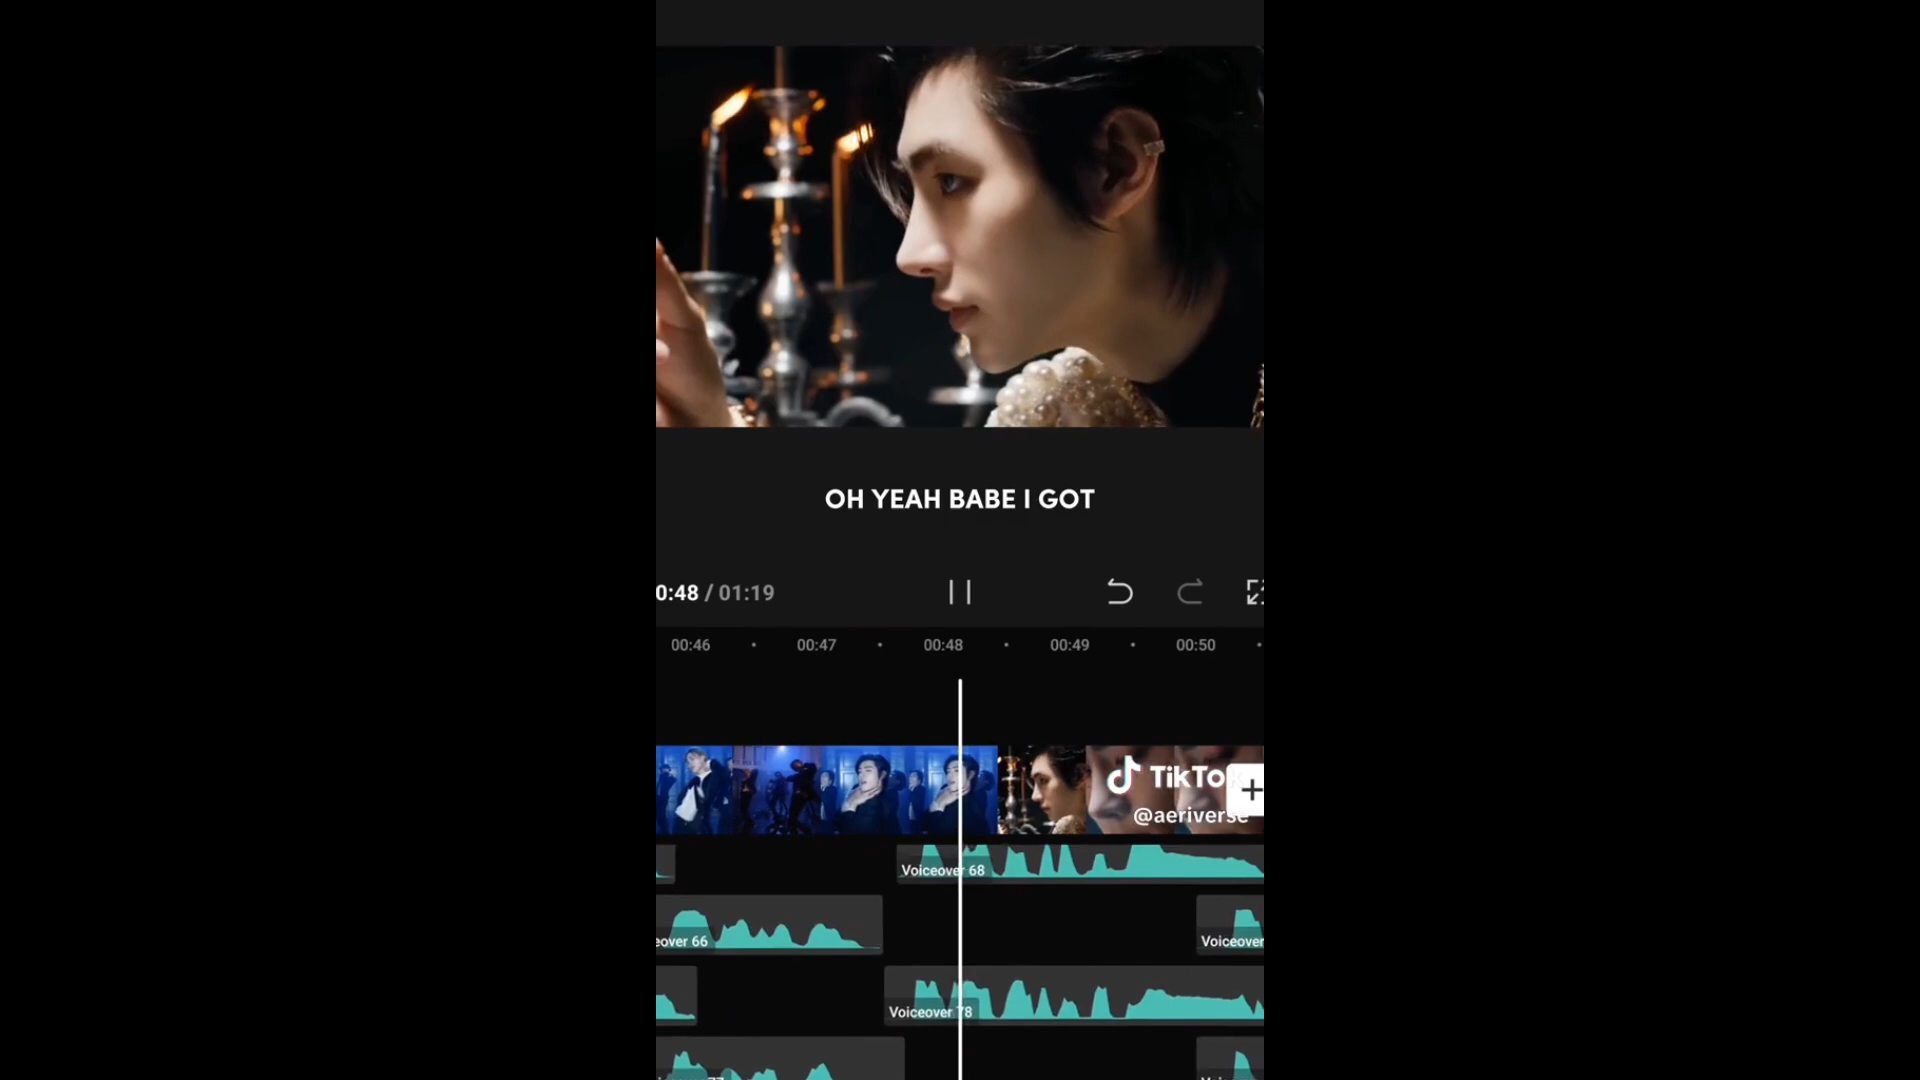 OH YEAH BABE I GOT
0:48 / 01:19
00:46 00:47 00:48 00:49 00:50
TikTo
@aeriverse
Voiceover 68
eover 66
Voiceover
Voiceover 78